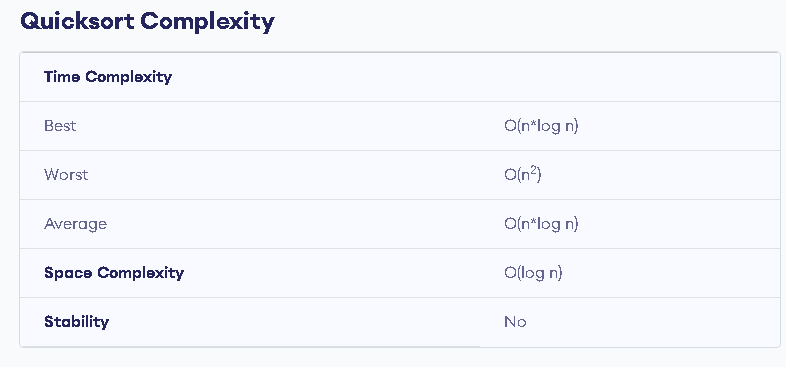 Quicksort Complexity
Time Complexity
Best O(n*log n)
Worst O(n²)
Average O(n*log n)
Space Complexity O(log n)
Stability No